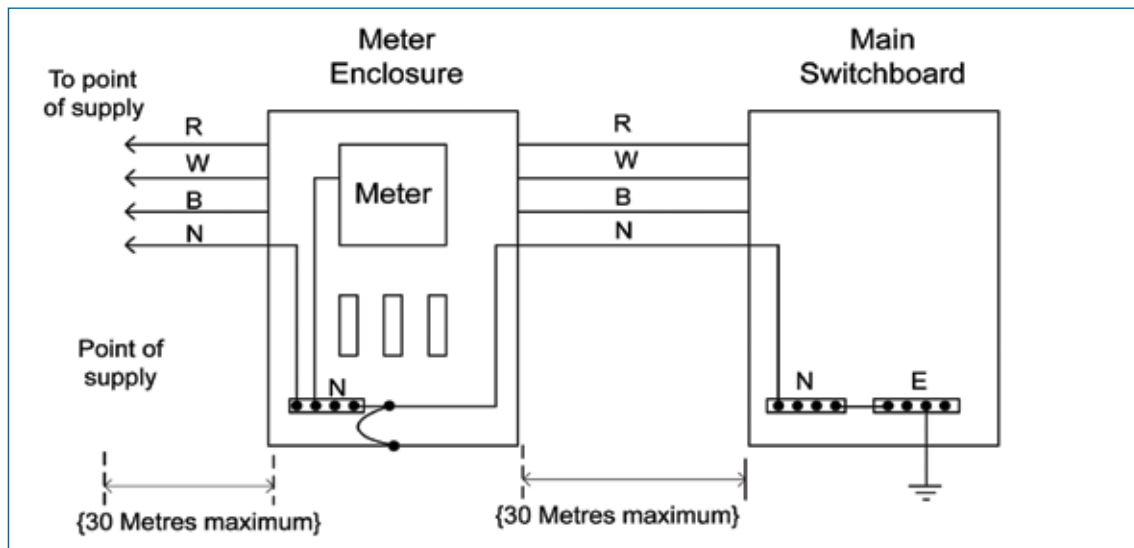 Meter
Enclosure
Main
Switchboard
To point
of supply
R
W
B
N
R
W
B
N
Meter
Point of
supply
N
N
E
{30 Metres maximum}
{30 Metres maximum}